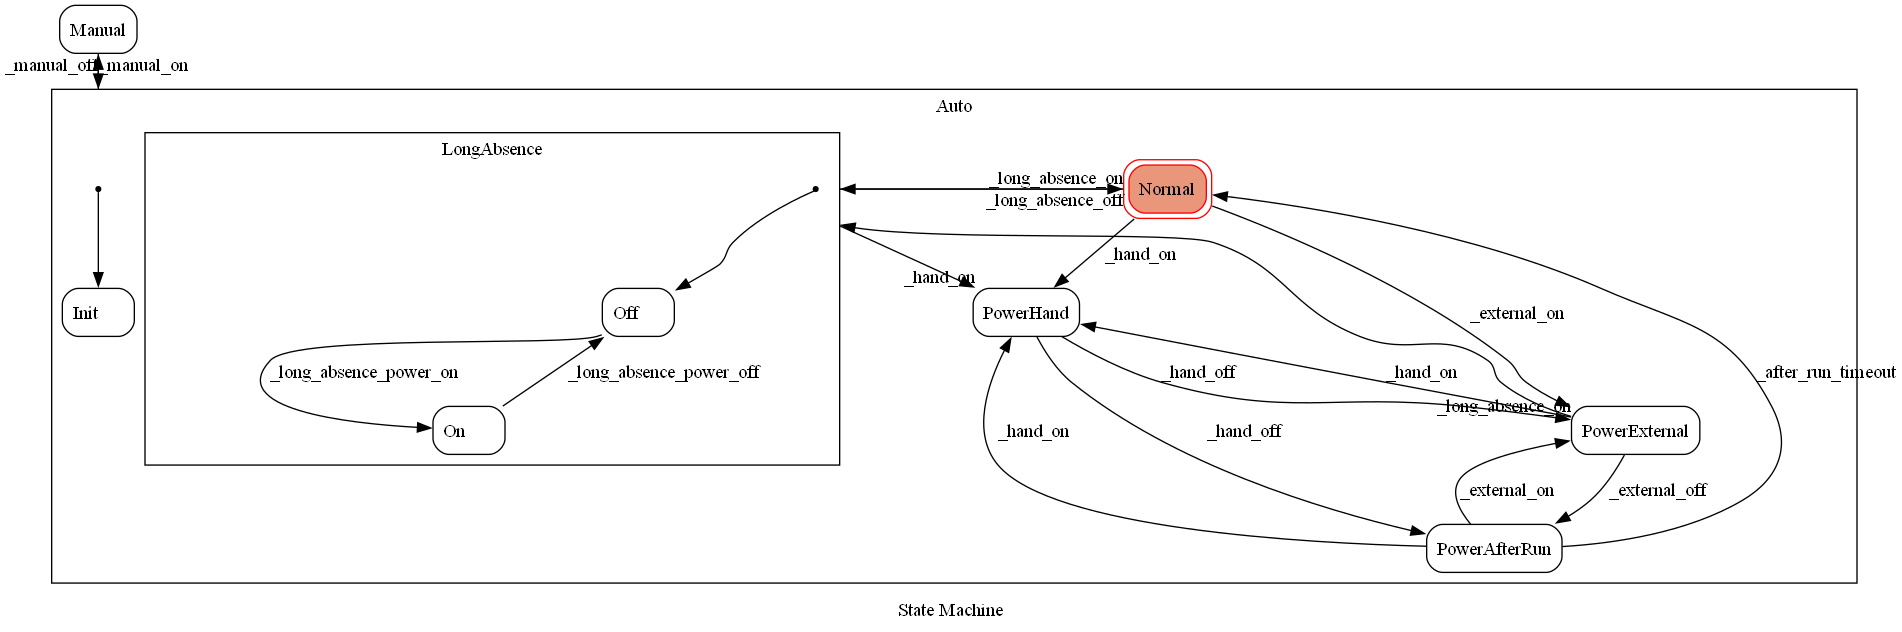 Manual
_manual_off
_manual_on
Auto
LongAbsence
_long_absence_on
Normal
_long_absence_off
_hand_on
_hand_on
Init
Off
PowerHand
_external_on
_long_absence_power_on
_long_absence_power_off
_hand_off
_hand_on
_after_run_timeout
_long_absence_on
On
_hand_on
_hand_off
PowerExternal
_external_on
_external_off
PowerAfterRun
State Machine